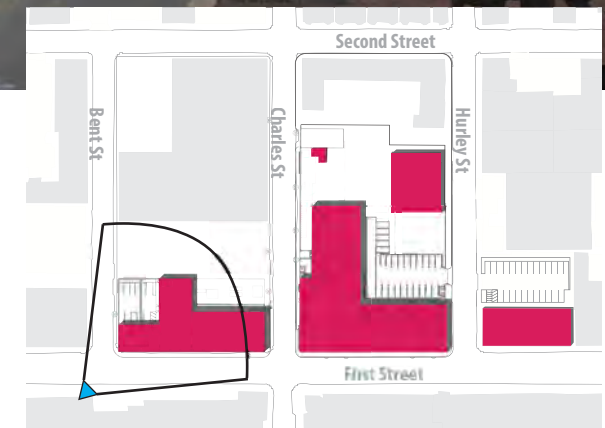 Second Street
Bent St
Charles St
Hurley St
First Street